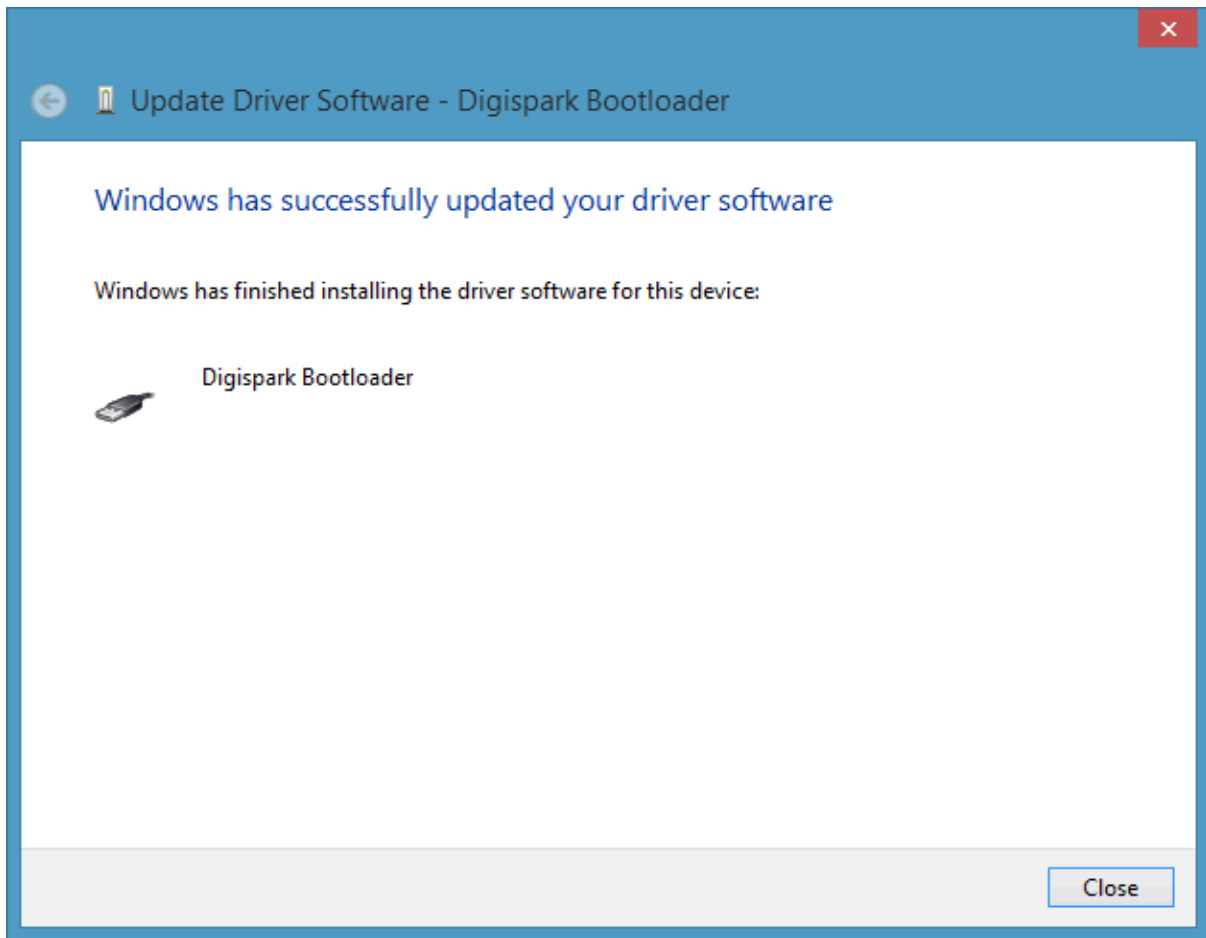 Update Driver Software - Digispark Bootloader
Windows has successfully updated your driver software
Windows has finished installing the driver software for this device:
Digispark Bootloader
Close